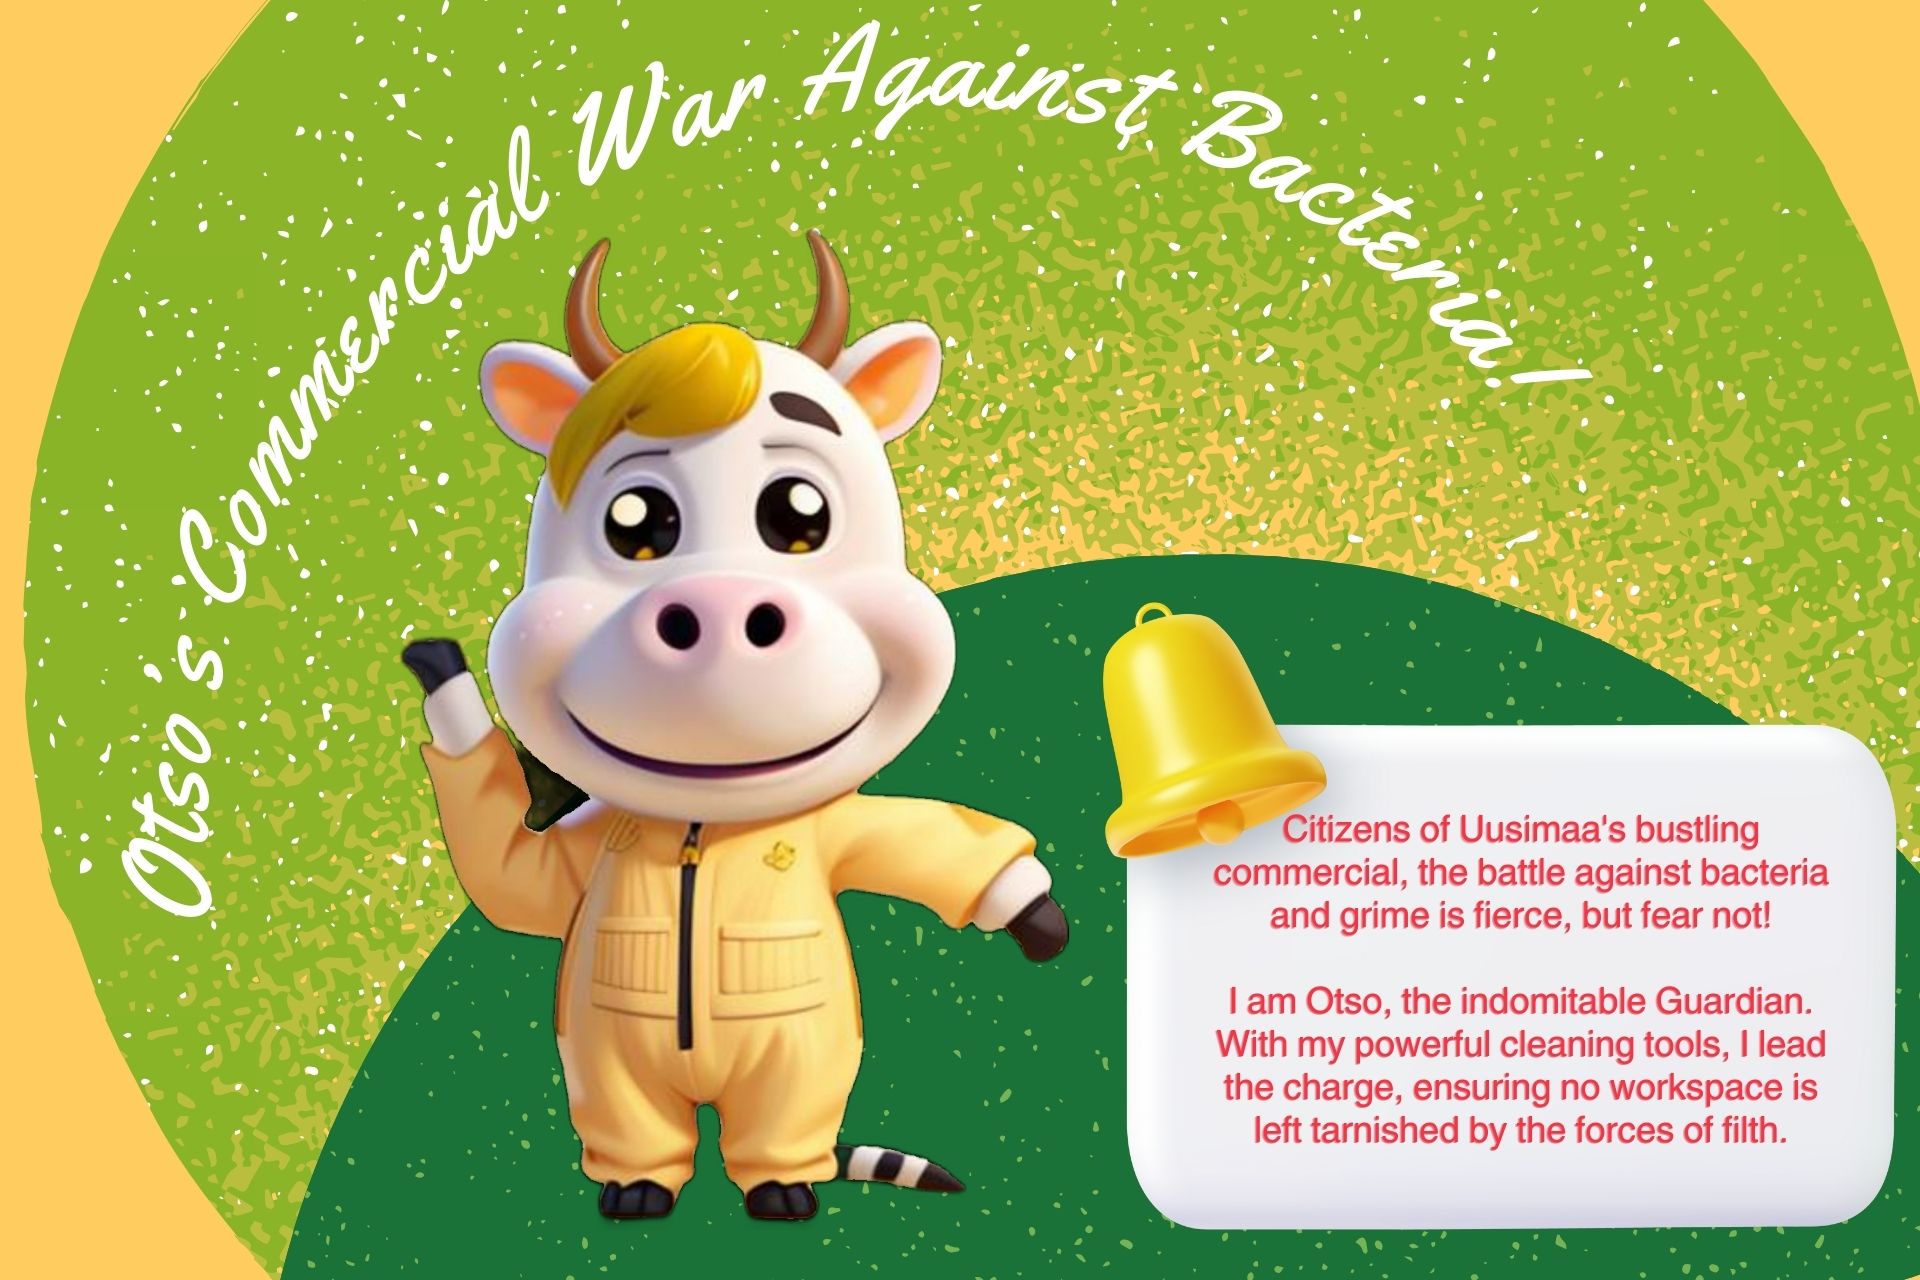 Otso's Commercial War Against Bacteria!
Citizens of Uusimaa's bustling
commercial, the battle against bacteria
and grime is fierce, but fear not!
I am Otso, the indomitable Guardian.
With my powerful cleaning tools, I lead
the charge, ensuring no workspace is
left tarnished by the forces of filth.